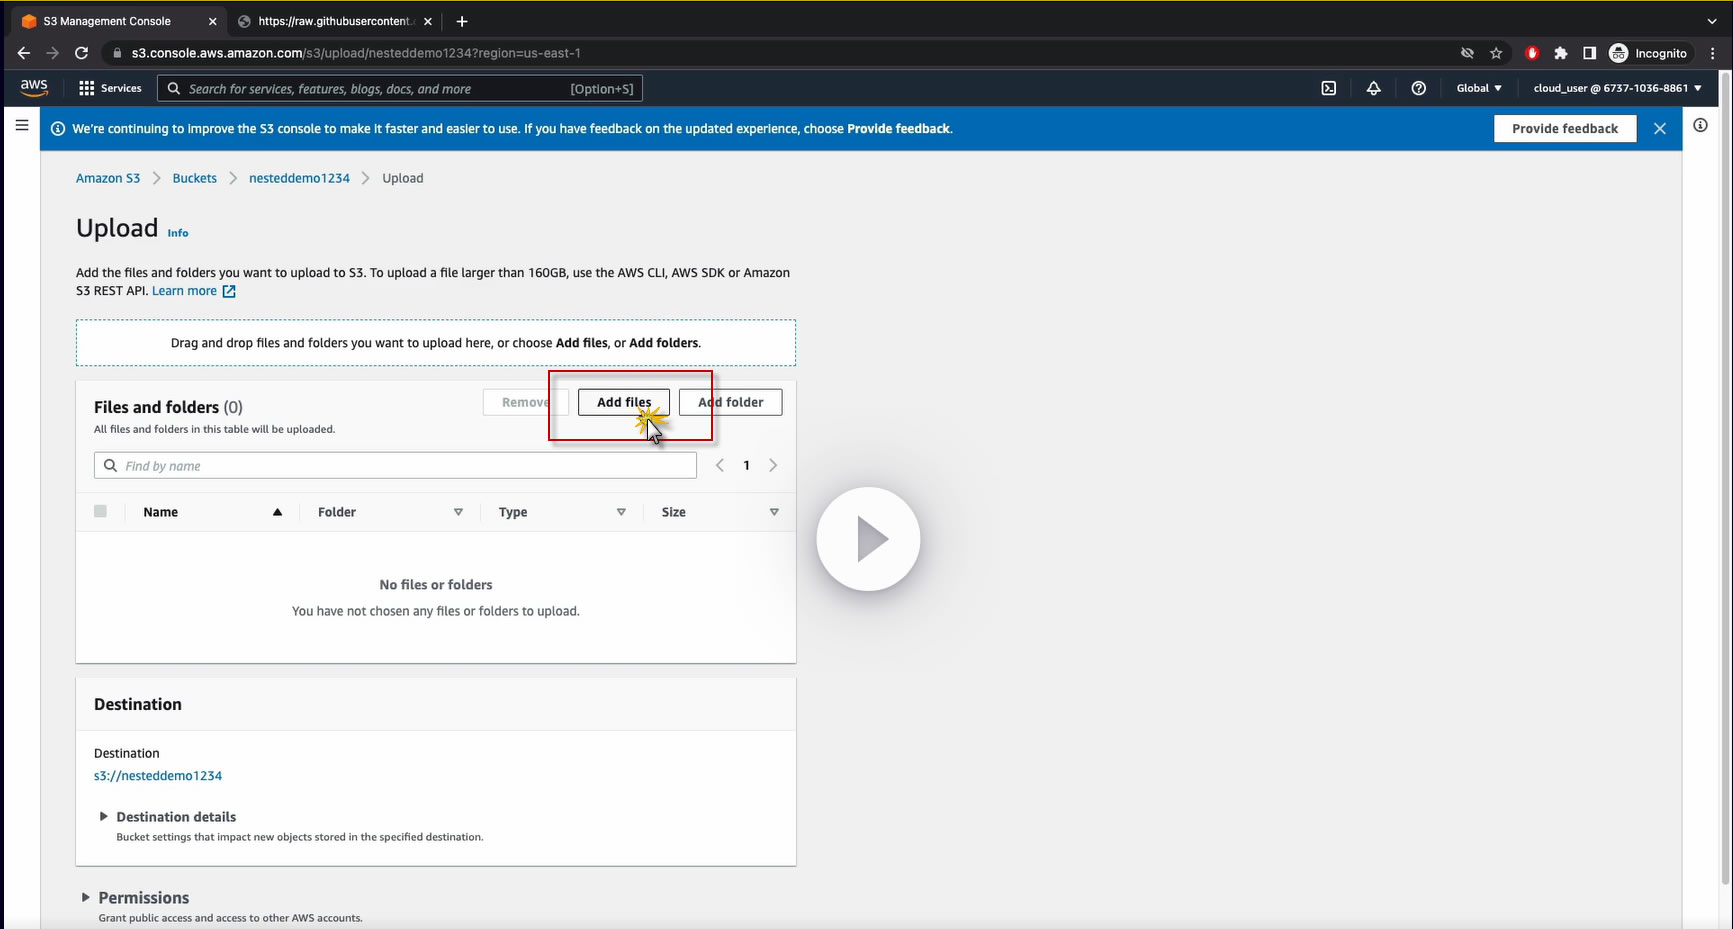 S3 Management Console
https://raw.githubusercontent.c
s3.console.aws.amazon.com/s3/upload/nesteddemo1234?region=us-east-1
Incognito
aws
Services
Search for services, features, blogs, docs, and more
[Option+S]
Global
cloud_user @ 6737-1036-8861
We're continuing to improve the S3 console to make it faster and easier to use. If you have feedback on the updated experience, choose Provide feedback.
Provide feedback
Amazon S3
Buckets
nesteddemo1234
Upload
Upload
Info
Add the files and folders you want to upload to S3. To upload a file larger than 160GB, use the AWS CLI, AWS SDK or Amazon
S3 REST API. Learn more
Drag and drop files and folders you want to upload here, or choose Add files, or Add folders.
Files and folders (0)
Remove
Add files
Add folder
All files and folders in this table will be uploaded.
Find by name
1
Name
Folder
Type
Size
No files or folders
You have not chosen any files or folders to upload.
Destination
Destination
s3://nesteddemo1234
Destination details
Bucket settings that impact new objects stored in the specified destination.
Permissions
Grant public access and access to other AWS accounts.